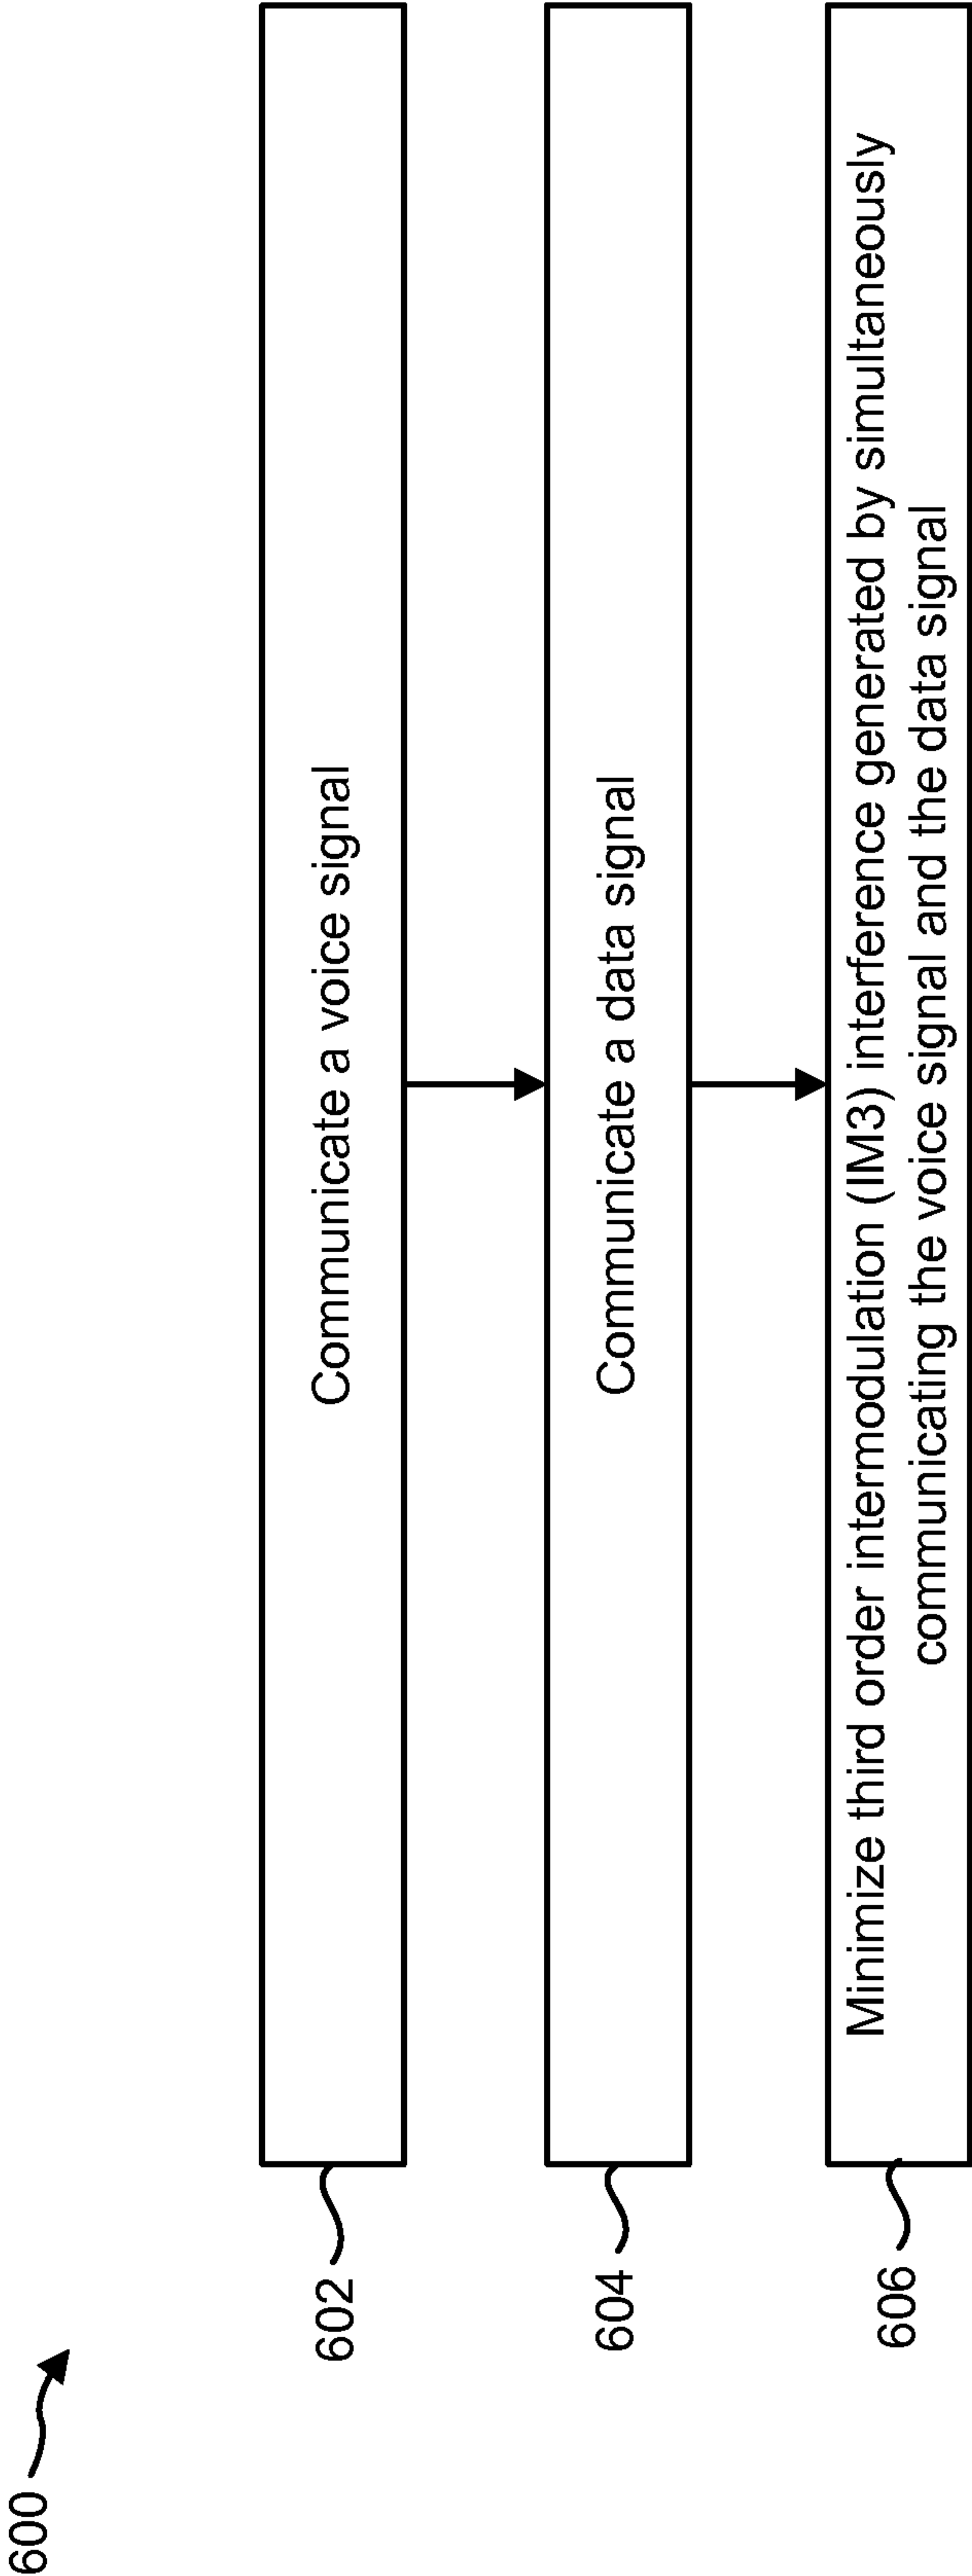 600
602
Communicate a voice signal
604
Communicate a data signal
606
Minimize third order intermodulation (IM3) interference generated by simultaneously
communicating the voice signal and the data signal